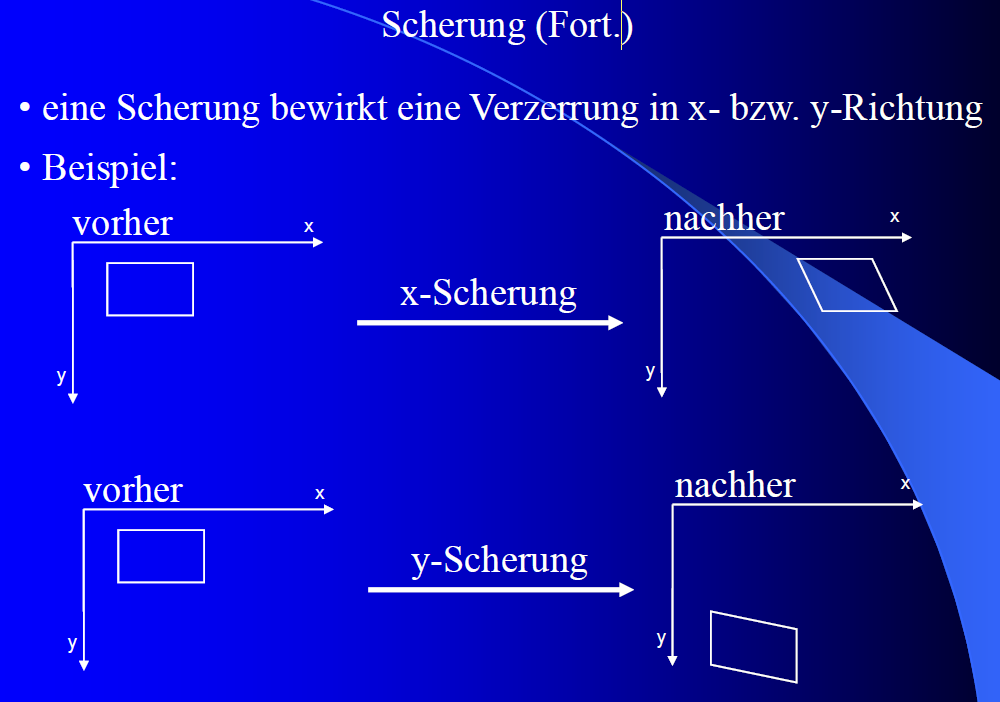 Scherung (Fort.)
• eine Scherung bewirkt eine Verzerrung in x- bzw. y-Richtung
• Beispiel:
vorher
x
nachher
x
x-Scherung
y
y
vorher
x
nachher
x
y-Scherung
y
y